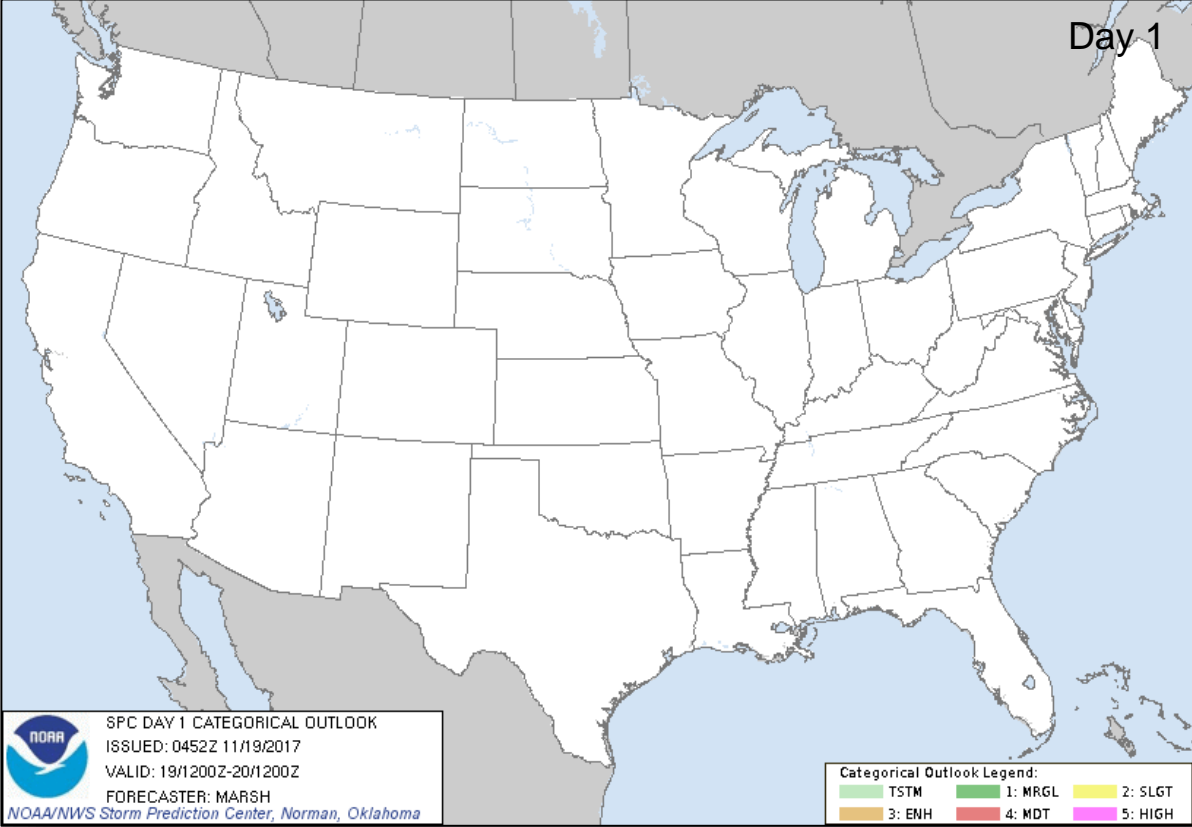 Day 1
NOAA
SPC DAY 1 CATEGORICAL OUTLOOK
ISSUED: 0452Z 11/19/2017
VALID: 19/1200Z-20/1200Z
FORECASTER: MARSH
NOAA/NWS Storm Prediction Center, Norman, Oklahoma
Categorical Outlook Legend:
TSTM 1: MRGL 2: SLGT
3: ENH 4: MDT 5: HIGH